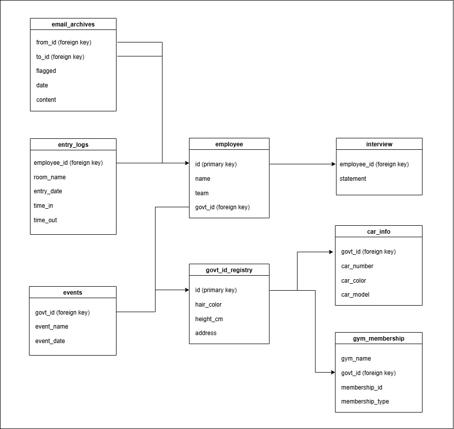 email_archives
from_id (foreign key)
to_id (foreign key)
flagged
date
content
entry_logs
employee_id (foreign key)
room_name
entry_date
time_in
time_out
employee
id (primary key)
name
team
govt_id (foreign key)
interview
employee_id (foreign key)
statement
events
govt_id (foreign key)
event_name
event_date
govt_id_registry
id (primary key)
hair_color
height_cm
address
car_info
govt_id (foreign key)
car_number
car_color
car_model
gym_membership
gym_name
govt_id (foreign key)
membership_id
membership_type